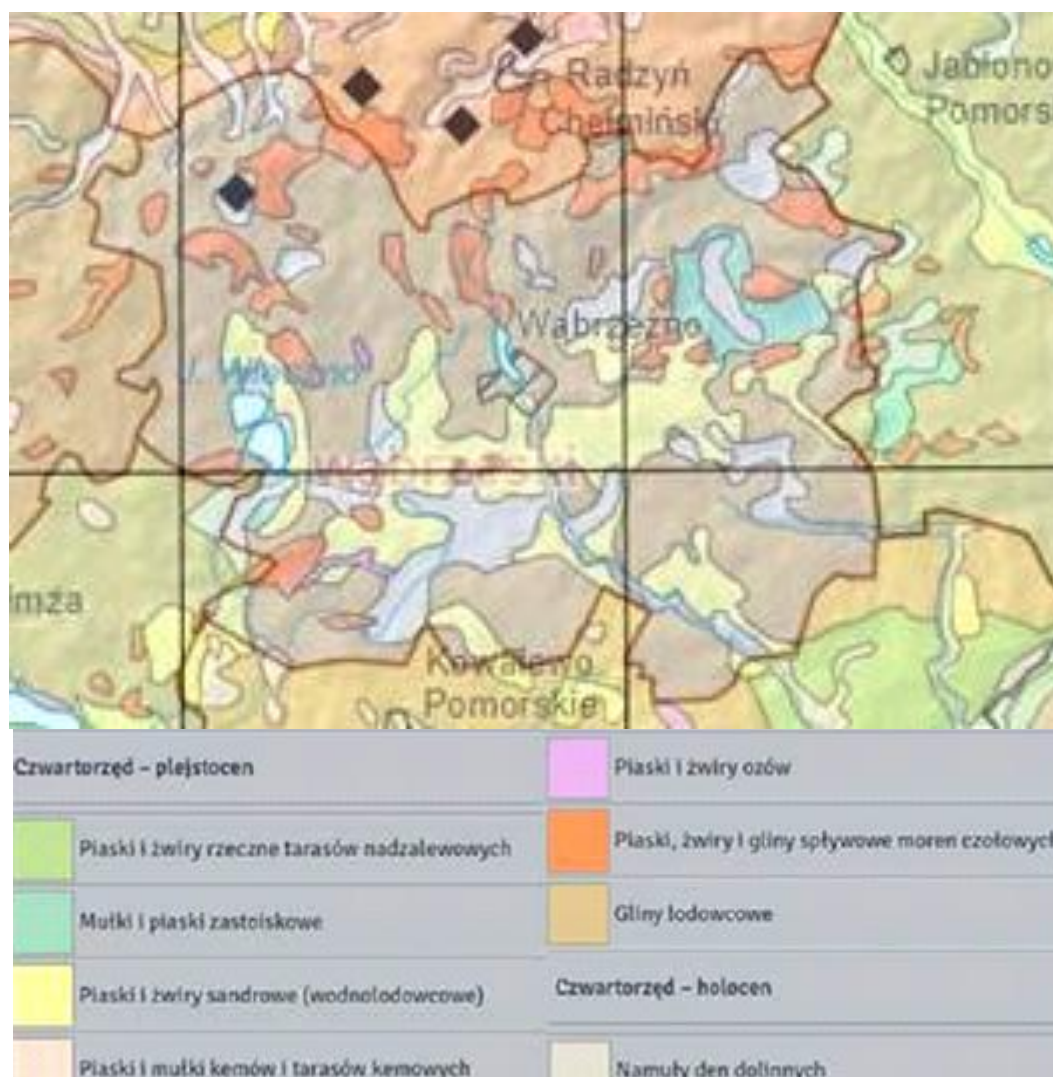 Radzyń
Chełmiński
Jabłono
Pomors
Wąbrzeźno
mza
Kowalewo
Pomorskie
Czwartorzęd – plejstocen
Piaski i żwiry rzeczne tarasów nadzalewowych
Mułki i piaski zastoiskowe
Piaski i żwiry sandrowe (wodnolodowcowe)
Piaski i mułki kemów i tarasów kemowych
Piaski i żwiry ozów
Piaski, żwiry i gliny spływowe moren czołowych
Gliny lodowcowe
Czwartorzęd – holocen
Namuły den dolinnych